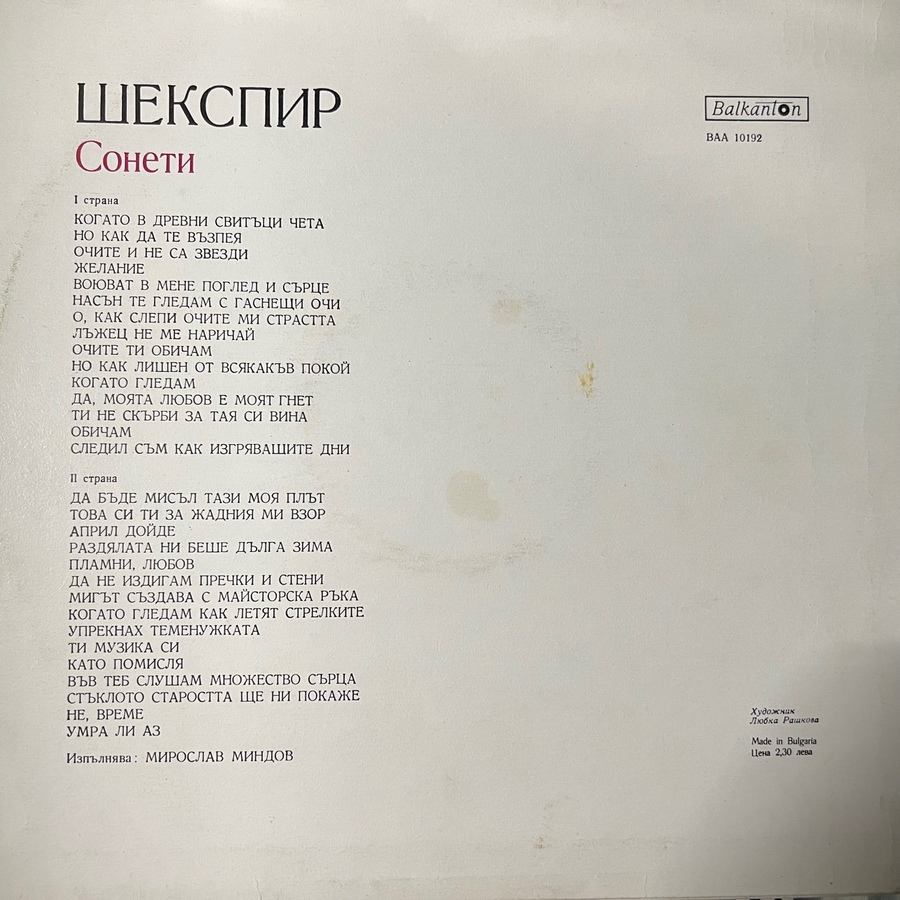 ШЕКСПИР
Сонети
Balkanton
ВАА 10192
I страна
КОГАТО В ДРЕВНИ СВИТЪЦИ ЧЕТА
НО КАК ДА ТЕ ВЪЗПЕЯ
ОЧИТЕ И НЕ СА ЗВЕЗДИ
ЖЕЛАНИЕ
ВОЮВАТ В МЕНЕ ПОГЛЕД И СЪРЦЕ
НАСЪН ТЕ ГЛЕДАМ С ГАСНЕЩИ ОЧИ
О, КАК СЛЕПИ ОЧИТЕ МИ СТРАСТТА
ЛЪЖЕЦ НЕ МЕ НАРИЧАЙ
ОЧИТЕ ТИ ОБИЧАМ
НО КАК ЛИШЕН ОТ ВСЯКАКЪВ ПОКОЙ
КОГАТО ГЛЕДАМ
ДА, МОЯТА ЛЮБОВ Е МОЯТ ГНЕТ
ТИ НЕ СКЪРБИ ЗА ТАЯ СИ ВИНА
ОБИЧАМ
СЛЕДИЛ СЪМ КАК ИЗГРЯВАЩИТЕ ДНИ
II страна
ДА БЪДЕ МИСЪЛ ТАЗИ МОЯ ПЛЪТ
ТОВА СИ ТИ ЗА ЖАДНИЯ МИ ВЗОР
АПРИЛ ДОЙДЕ
РАЗДЯЛАТА НИ БЕШЕ ДЪЛГА ЗИМА
ПЛАМНИ, ЛЮБОВ
ДА НЕ ИЗДИГАМ ПРЕЧКИ И СТЕНИ
МИГЪТ СЪЗДАВА С МАЙСТОРСКА РЪКА
КОГАТО ГЛЕДАМ КАК ЛЕТЯТ СТРЕЛКИТЕ
УПРЕКНАХ ТЕМЕНУЖКАТА
ТИ МУЗИКА СИ
КАТО ПОМИСЛЯ
ВЪВ ТЕБ СЛУШАМ МНОЖЕСТВО СЪРЦА
СТЪКЛОТО СТАРОСТТА ЩЕ НИ ПОКАЖЕ
НЕ, ВРЕМЕ
УМРА ЛИ АЗ
Изпълнява: МИРОСЛАВ МИНДОВ
Художник
Любка Рашкова
Made in Bulgaria
Цена 2,30 лева